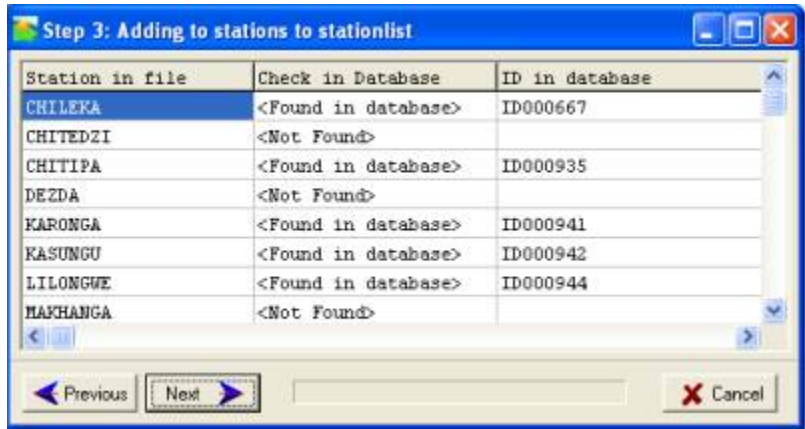 Step 3: Adding to stations to stationlist
Station in file Check in Database ID in database
CHILEKA <Found in database> ID000667
CHITEDZI <Not Found>
CHITIPA <Found in database> ID000935
DEZDA <Not Found>
KARONGA <Found in database> ID000941
KASUNGU <Found in database> ID000942
LILONGWE <Found in database> ID000944
MAKHANGA <Not Found>
Previous Next Cancel